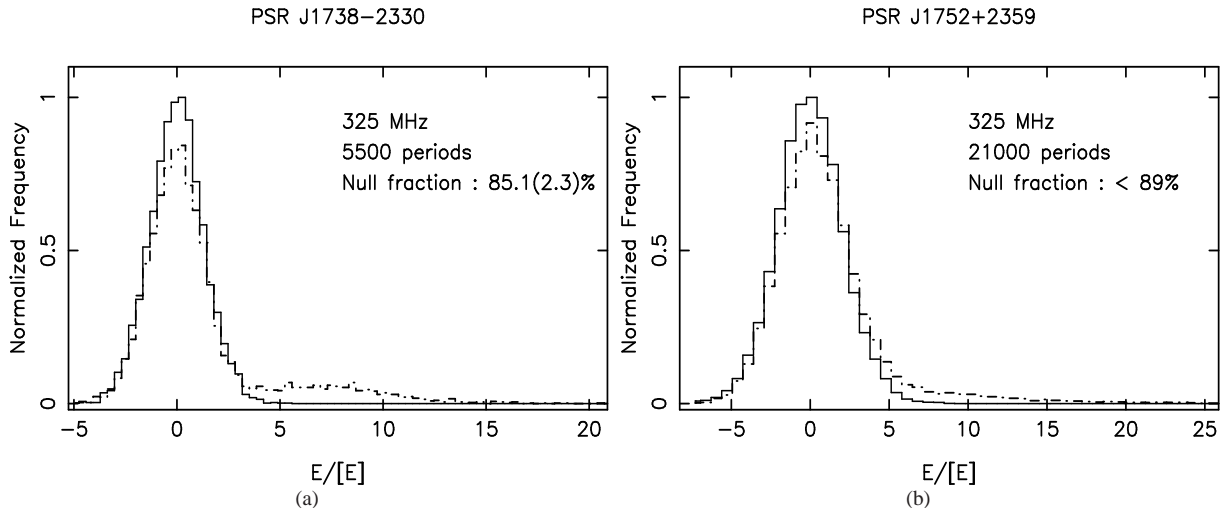 PSR J1738−2330
Normalized Frequency
1
0.5
0
325 MHz
5500 periods
Null fraction : 85.1(2.3)%
−5 0 5 10 15 20
E/[E]
(a)
PSR J1752+2359
Normalized Frequency
1
0.5
0
325 MHz
21000 periods
Null fraction : < 89%
−5 0 5 10 15 20 25
E/[E]
(b)